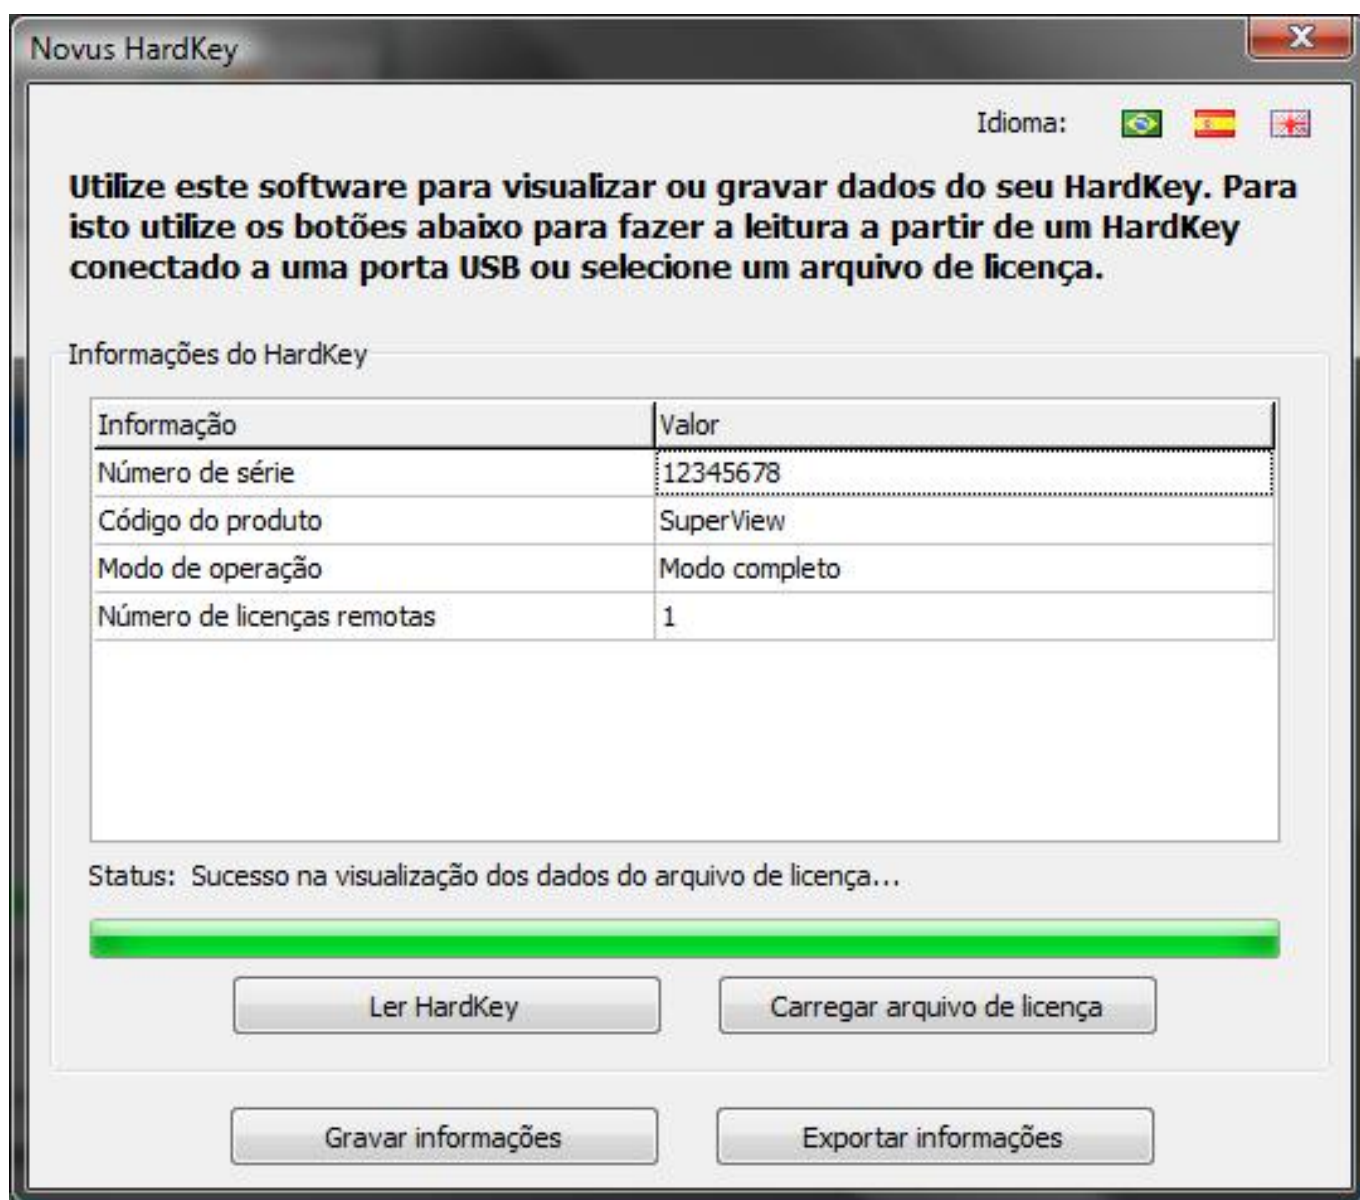 Novus HardKey
Idioma:
Utilize este software para visualizar ou gravar dados do seu HardKey. Para
isto utilize os botões abaixo para fazer a leitura a partir de um HardKey
conectado a uma porta USB ou selecione um arquivo de licença.
Informações do HardKey
Informação Valor
Número de série 12345678
Código do produto SuperView
Modo de operação Modo completo
Número de licenças remotas 1
Status: Sucesso na visualização dos dados do arquivo de licença...
Ler HardKey Carregar arquivo de licença
Gravar informações Exportar informações